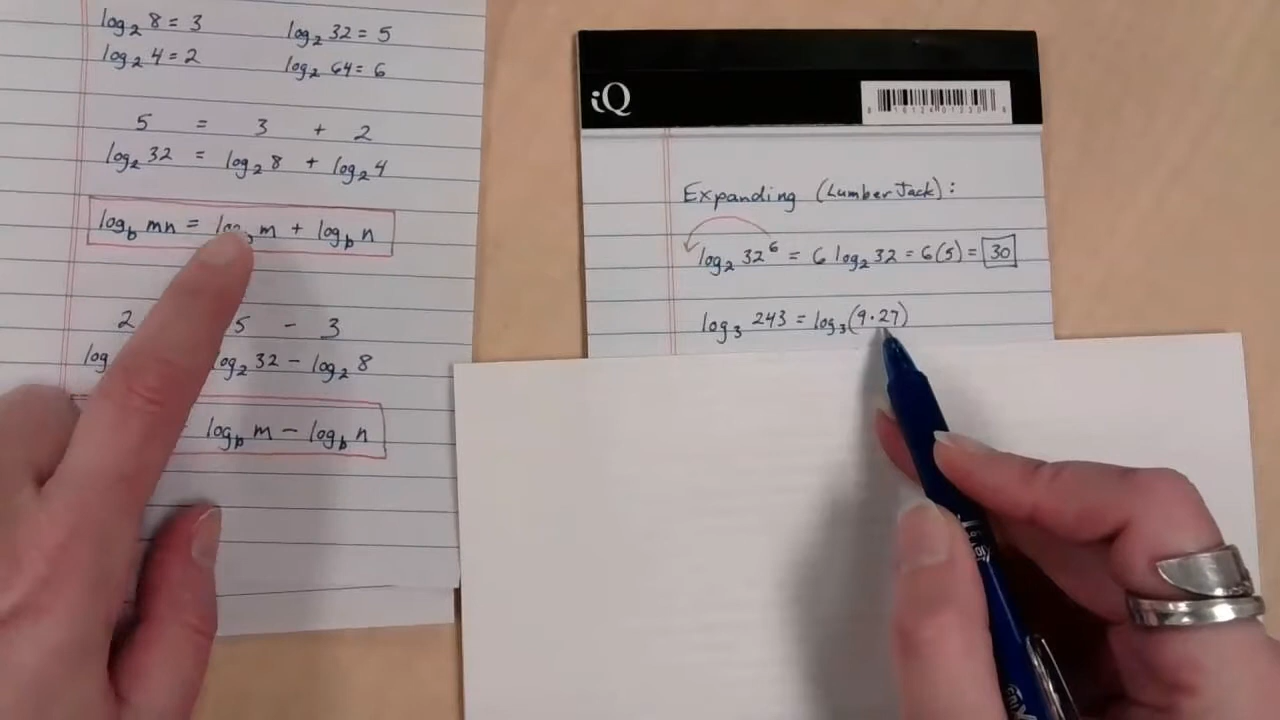 log₂ 8 = 3
log₂ 32 = 5
log₂ 4 = 2
log₂ 64 = 6
5 = 3 + 2
log₂ 32 = log₂ 8 + log₂ 4
log_b mn = log m + log_b n
2 5 - 3
log log₂ 32 - log₂ 8
log_b m - log_b n
iQ
Expanding (LumberJack):
log₂ 32⁶ = 6 log₂ 32 = 6(5) = 30
log₃ 243 = log₃(9·27)